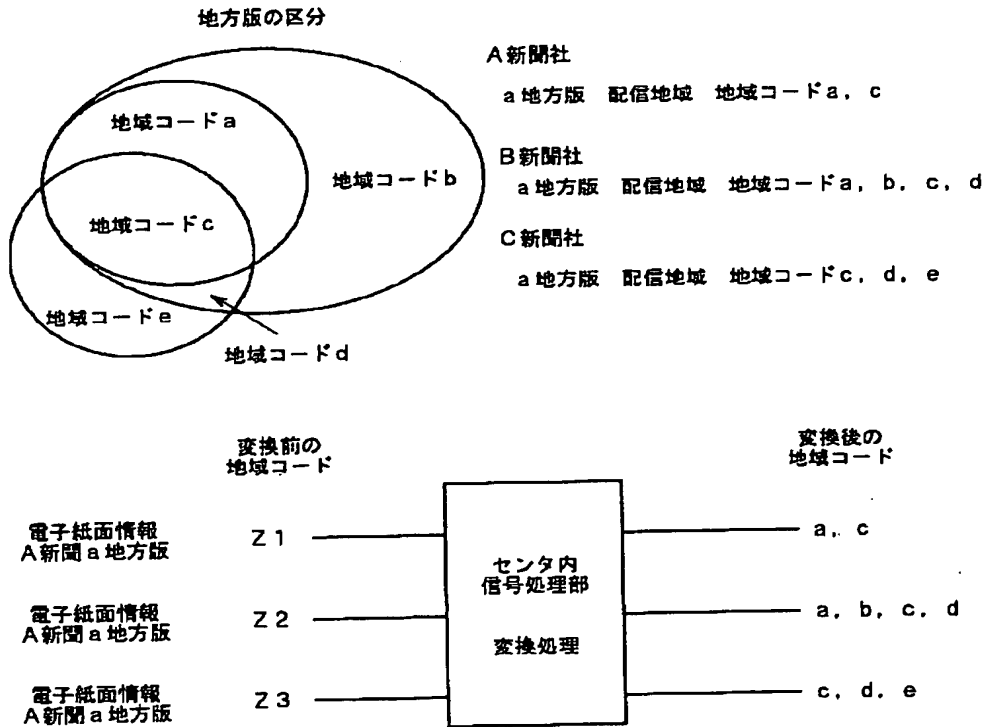 地方版の区分
地域コードa
地域コードb
地域コードc
地域コードe
地域コードd
A新聞社
a地方版 配信地域 地域コードa, c
B新聞社
a地方版 配信地域 地域コードa, b, c, d
C新聞社
a地方版 配信地域 地域コードc, d, e
変換前の
地域コード
変換後の
地域コード
電子紙面情報
A新聞a地方版
Z1
a, c
センタ内
信号処理部
変換処理
電子紙面情報
A新聞a地方版
Z2
a, b, c, d
電子紙面情報
A新聞a地方版
Z3
c, d, e